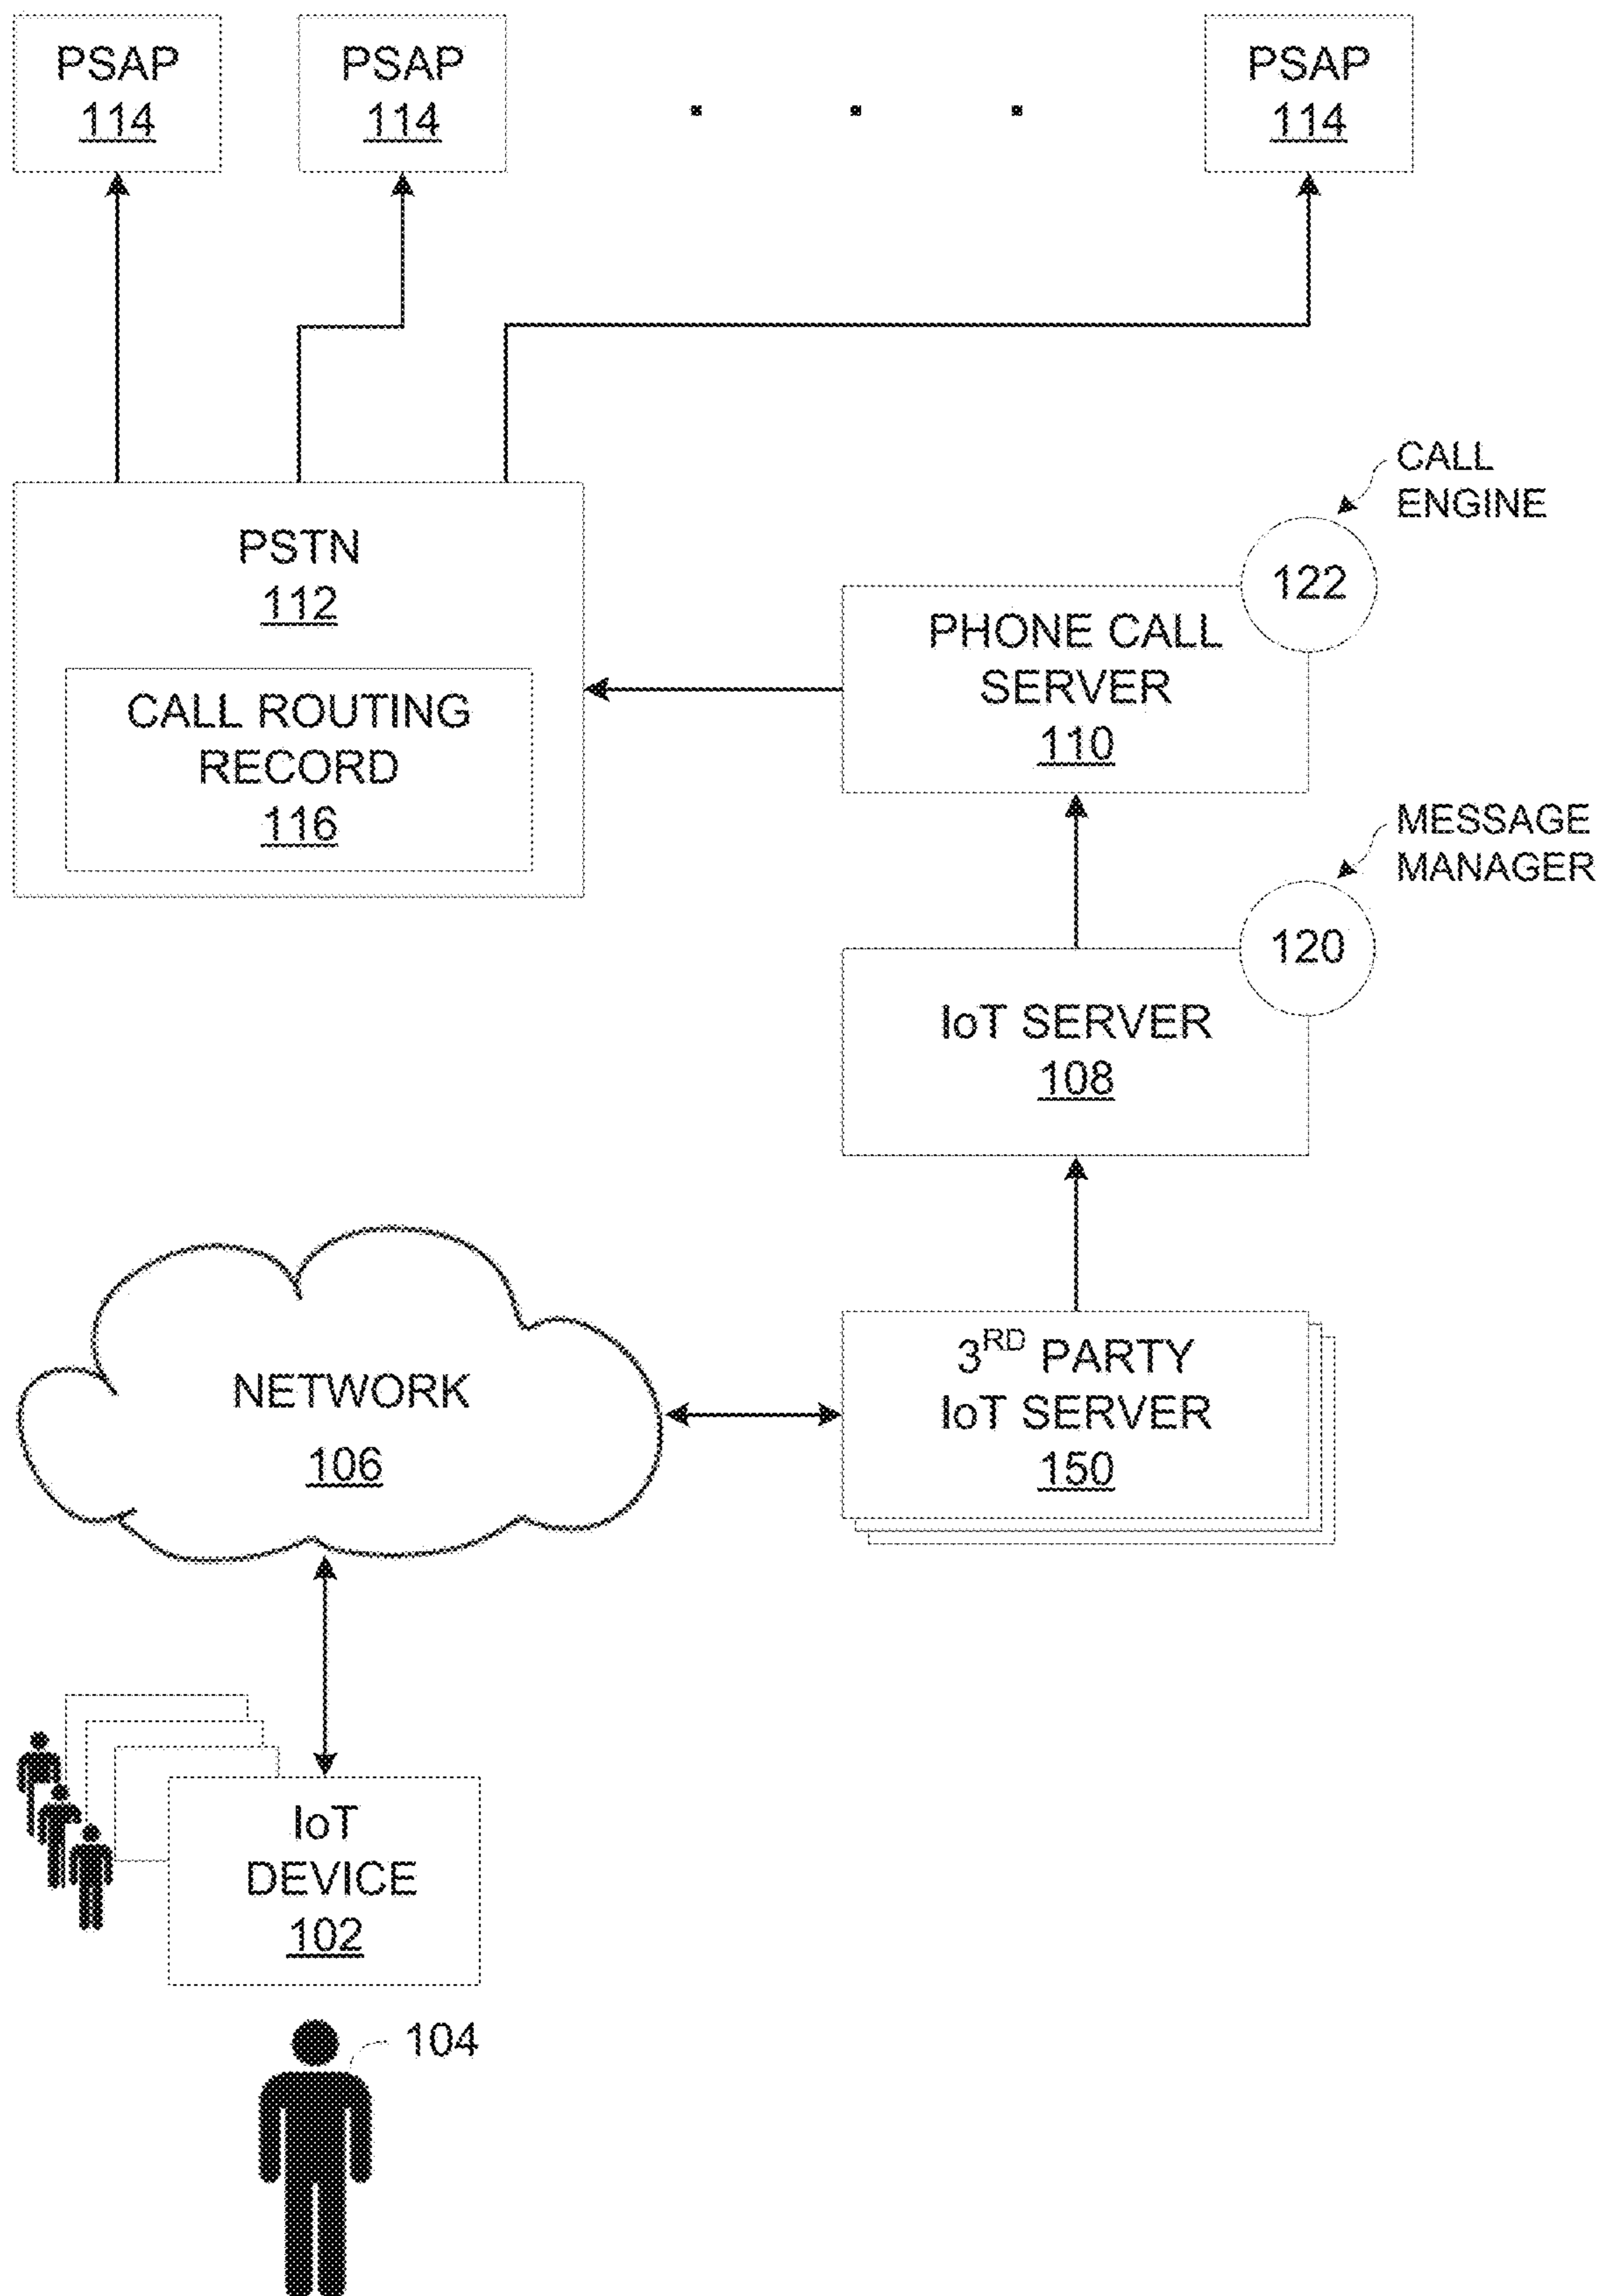 PSAP
114
PSAP
114
PSAP
114
CALL
ENGINE
122
PSTN
112
CALL ROUTING
RECORD
116
PHONE CALL
SERVER
110
MESSAGE
MANAGER
120
IoT SERVER
108
3RD PARTY
IoT SERVER
150
NETWORK
106
IoT
DEVICE
102
104